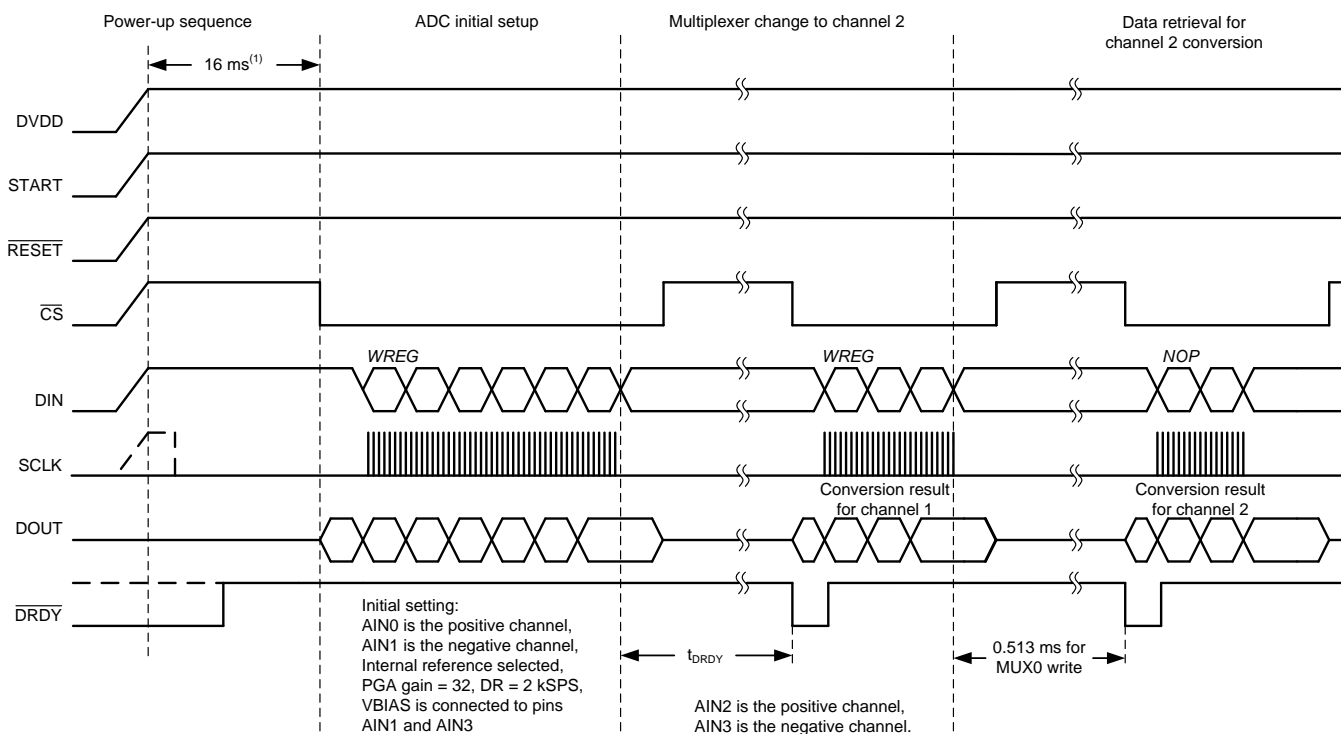 Power-up sequence
ADC initial setup
Multiplexer change to channel 2
Data retrieval for
channel 2 conversion
16 ms(1)
DVDD
START
RESET
CS
WREG
WREG
NOP
DIN
SCLK
Conversion result
for channel 1
Conversion result
for channel 2
DOUT
DRDY
Initial setting:
AIN0 is the positive channel,
AIN1 is the negative channel,
Internal reference selected,
PGA gain = 32, DR = 2 kSPS,
VBIAS is connected to pins
AIN1 and AIN3
tDRDY
0.513 ms for
MUX0 write
AIN2 is the positive channel,
AIN3 is the negative channel.